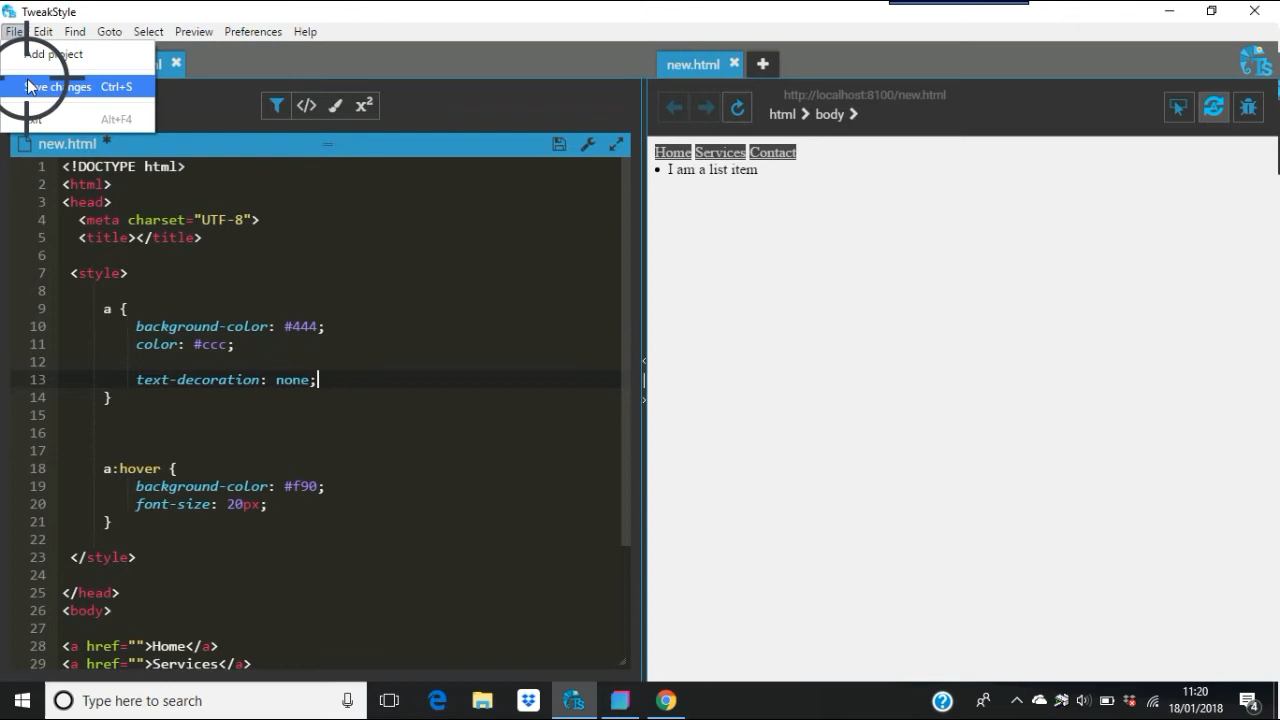 TweakStyle
File Edit Find Goto Select Preview Preferences Help
Add project
Save changes Ctrl+S
Alt+F4
new.html *
1 <!DOCTYPE html>
2 <html>
3 <head>
4 <meta charset="UTF-8">
5 <title></title>
6
7 <style>
8
9 a {
10 background-color: #444;
11 color: #ccc;
12
13 text-decoration: none;
14 }
15
16
17
18 a:hover {
19 background-color: #f90;
20 font-size: 20px;
21 }
22
23 </style>
24
25 </head>
26 <body>
27
28 <a href="">Home</a>
29 <a href="">Services</a>
new.html
http://localhost:8100/new.html
html body
Home Services Contact
• I am a list item
Type here to search
11:20
18/01/2018
4